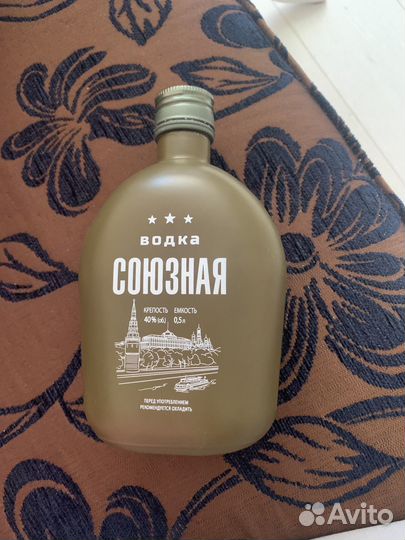 ★ ★ ★
водка
СОЮЗНАЯ
КРЕПОСТЬ ЕМКОСТЬ
40% (об.) 0,5 л
ПЕРЕД УПОТРЕБЛЕНИЕМ
РЕКОМЕНДУЕТСЯ ОХЛАДИТЬ
Avito